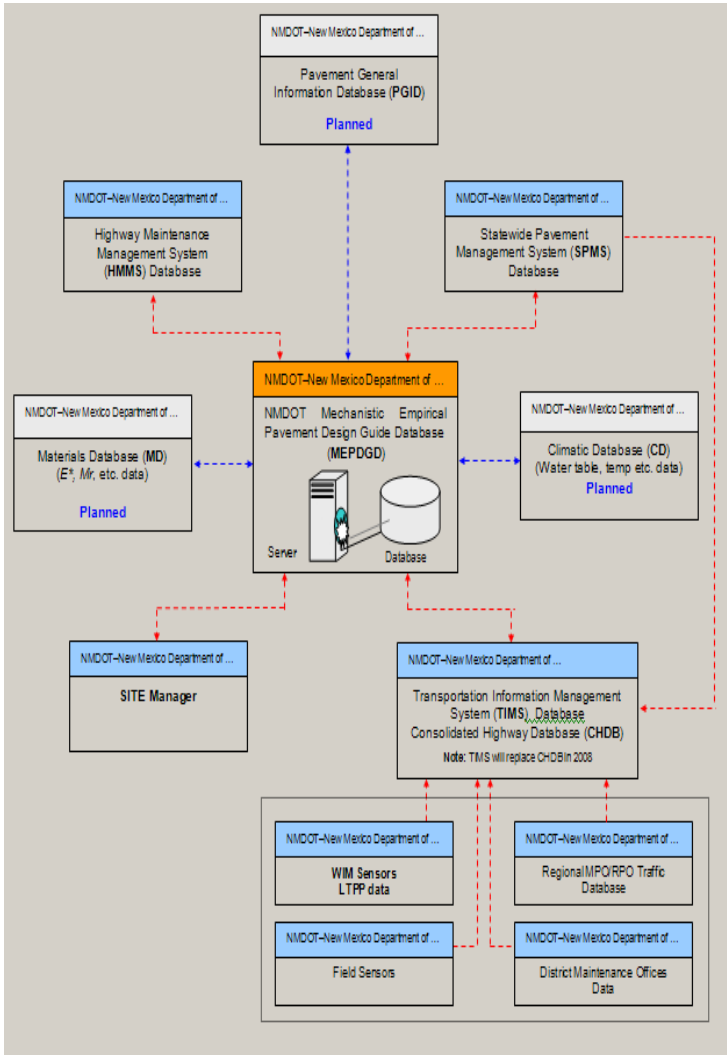 NMDOT–New Mexico Department of ...
Pavement General
Information Database (PGID)
Planned
NMDOT–New Mexico Department of ...
Highway Maintenance
Management System
(HMMS) Database
NMDOT–New Mexico Department of ...
Statewide Pavement
Management System (SPMS)
Database
NMDOT–New Mexico Department of ...
NMDOT Mechanistic Empirical
Pavement Design Guide Database
(MEPDGD)
Server
Database
NMDOT–New Mexico Department of ...
Materials Database (MD)
(E*, Mr, etc. data)
Planned
NMDOT–New Mexico Department of ...
Climatic Database (CD)
(Water table, temp etc. data)
Planned
NMDOT–New Mexico Department of ...
SITE Manager
NMDOT–New Mexico Department of ...
Transportation Information Management
System (TIMS) Database
Consolidated Highway Database (CHDB)
Note: TIMS will replace CHDB in 2008
NMDOT–New Mexico Department of ...
WIM Sensors
LTPP data
NMDOT–New Mexico Department of ...
Regional MPO/RPO Traffic
Database
NMDOT–New Mexico Department of ...
Field Sensors
NMDOT–New Mexico Department of ...
District Maintenance Offices
Data